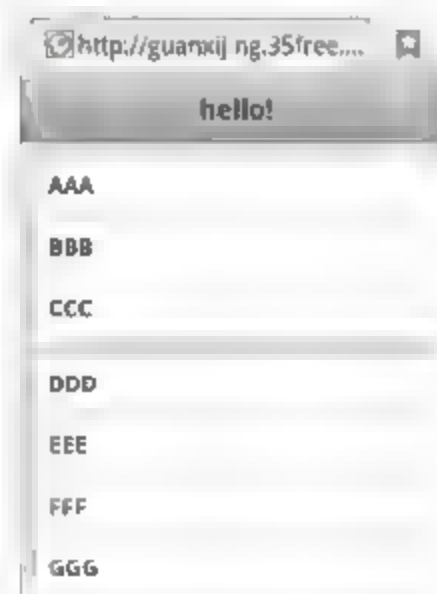 http://guanxij ng.35free....
hello!
AAA
BBB
CCC
DDD
EEE
FFF
GGG